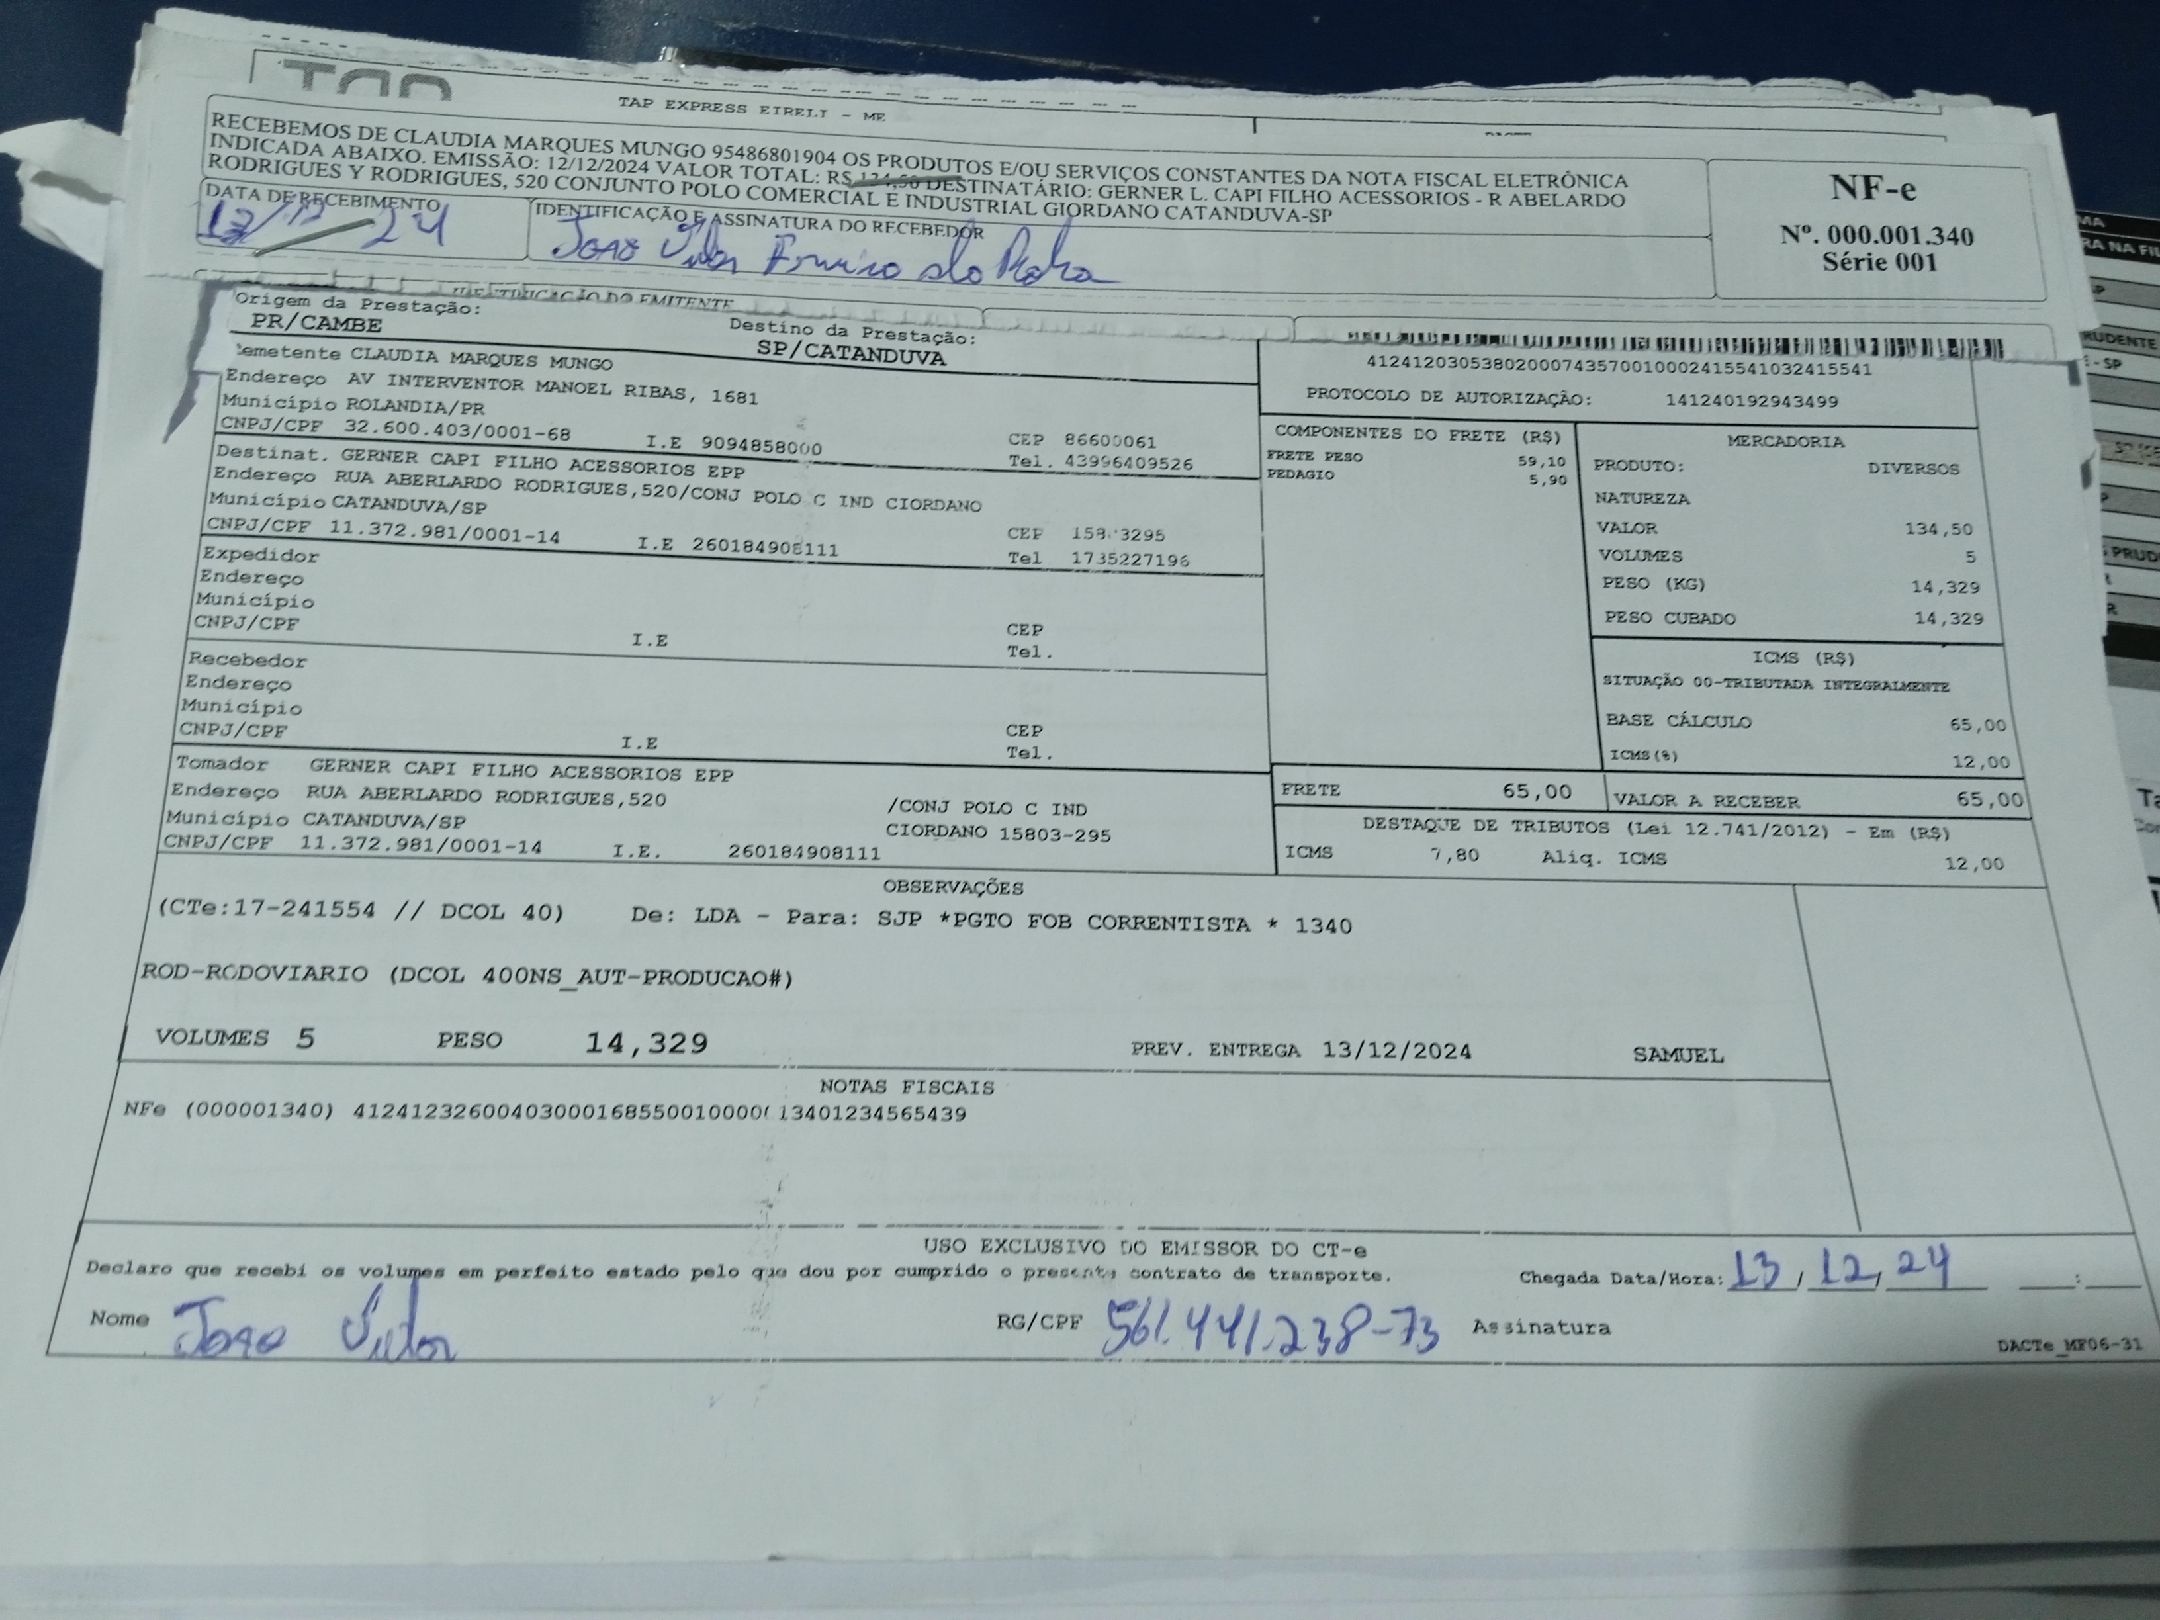 TAP EXPRESS EIRELI - ME
RECEBEMOS DE CLAUDIA MARQUES MUNGO 95486801904 OS PRODUTOS E/OU SERVIÇOS CONSTANTES DA NOTA FISCAL ELETRÔNICA
INDICADA ABAIXO. EMISSÃO: 12/12/2024 VALOR TOTAL: R$ 134,50 DESTINATÁRIO: GERNER L. CAPI FILHO ACESSORIOS - R ABELARDO
RODRIGUES Y RODRIGUES, 520 CONJUNTO POLO COMERCIAL E INDUSTRIAL GIORDANO CATANDUVA-SP
NF-e
Nº. 000.001.340
Série 001
DATA DE RECEBIMENTO
IDENTIFICAÇÃO E ASSINATURA DO RECEBEDOR
24
Joao Vitor
IDENTIFICAÇÃO DO EMITENTE
Origem da Prestação:
PR/CAMBE
Destino da Prestação:
SP/CATANDUVA
emetente CLAUDIA MARQUES MUNGO
Endereço AV INTERVENTOR MANOEL RIBAS, 1681
Município ROLANDIA/PR
CNPJ/CPF 32.600.403/0001-68 I.E 9094858000 CEP 86600061
Tel. 43996409526
41241203053802000743570010002415541032415541
PROTOCOLO DE AUTORIZAÇÃO: 141240192943499
Destinat. GERNER CAPI FILHO ACESSORIOS EPP
Endereço RUA ABERLARDO RODRIGUES,520/CONJ POLO C IND CIORDANO
Município CATANDUVA/SP
CNPJ/CPF 11.372.981/0001-14 I.E 260184908111 CEP
Tel 1735227196
COMPONENTES DO FRETE (R$)
FRETE PESO 59,10
PEDAGIO 5,90
MERCADORIA
PRODUTO: DIVERSOS
NATUREZA
VALOR 134,50
VOLUMES 5
PESO (KG) 14,329
PESO CUBADO 14,329
Expedidor
Endereço
Município
CNPJ/CPF I.E CEP
Tel.
Recebedor
Endereço
Município
CNPJ/CPF I.E CEP
Tel.
ICMS (R$)
SITUAÇÃO 00-TRIBUTADA INTEGRALMENTE
BASE CÁLCULO 65,00
ICMS(%) 12,00
Tomador GERNER CAPI FILHO ACESSORIOS EPP
Endereço RUA ABERLARDO RODRIGUES,520 /CONJ POLO C IND
Município CATANDUVA/SP CIORDANO 15803-295
CNPJ/CPF 11.372.981/0001-14 I.E. 260184908111
FRETE 65,00 VALOR A RECEBER 65,00
DESTAQUE DE TRIBUTOS (Lei 12.741/2012) - Em (R$)
ICMS 7,80 Aliq. ICMS 12,00
OBSERVAÇÕES
(CTe:17-241554 // DCOL 40) De: LDA - Para: SJP *PGTO FOB CORRENTISTA * 1340
ROD-RODOVIARIO (DCOL 400NS_AUT-PRODUCAO#)
VOLUMES 5 PESO 14,329 PREV. ENTREGA 13/12/2024 SAMUEL
NOTAS FISCAIS
NFe (000001340)
USO EXCLUSIVO DO EMISSOR DO CT-e
Declaro que recebi os volumes em perfeito estado pelo que dou por cumprido o presente contrato de transporte.
Chegada Data/Hora: 13/12/24 :
Nome Joao Vitor RG/CPF 561.441.238-73 Assinatura
DACTe_MF06-31